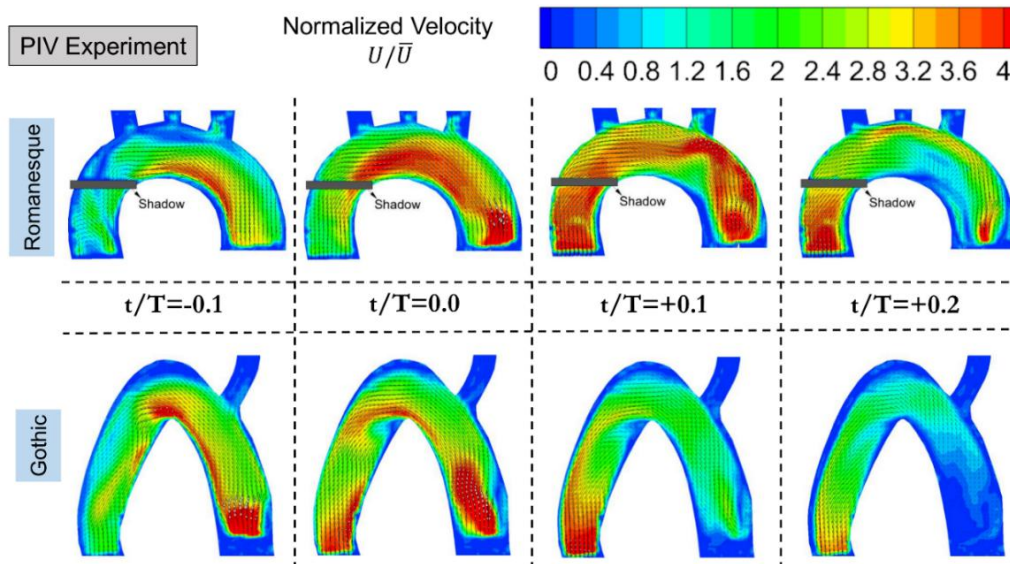 PIV Experiment
Normalized Velocity
U/U̅
0 0.4 0.8 1.2 1.6 2 2.4 2.8 3.2 3.6 4
Romanesque
Shadow
Shadow
Shadow
Shadow
t/T=-0.1
t/T=0.0
t/T=+0.1
t/T=+0.2
Gothic